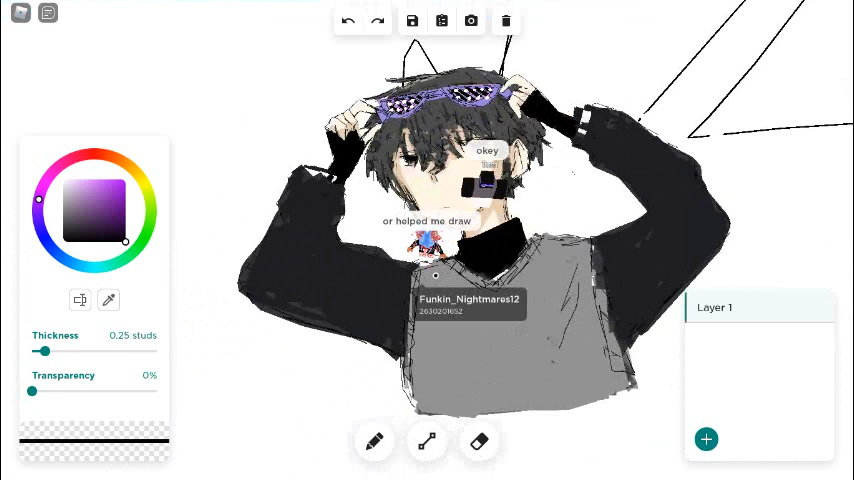 okey
or helped me draw
Funkin_Nightmares12
2630201652
Thickness 0.25 studs
Transparency 0%
Layer 1